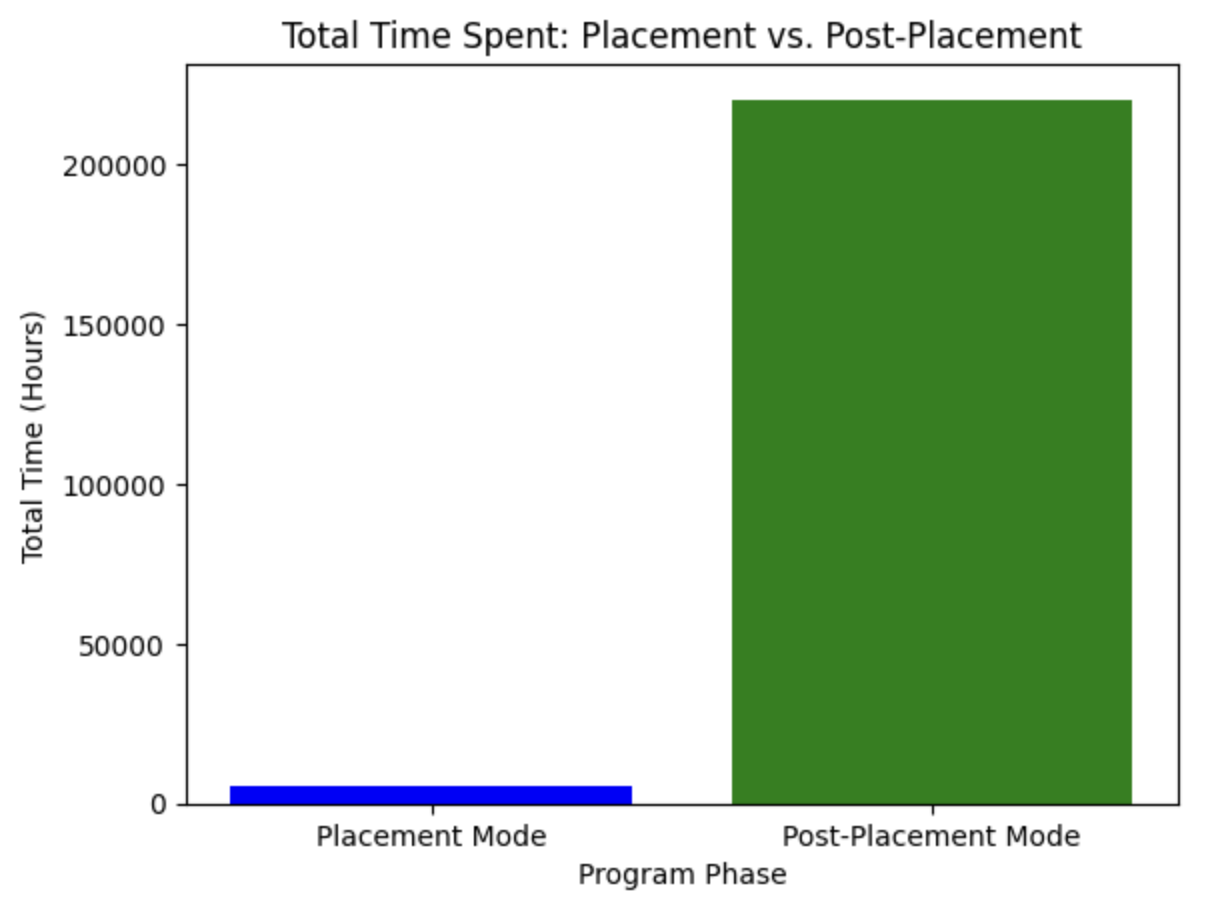 Total Time Spent: Placement vs. Post-Placement
Total Time (Hours)
200000
150000
100000
50000
0
Placement Mode
Post-Placement Mode
Program Phase